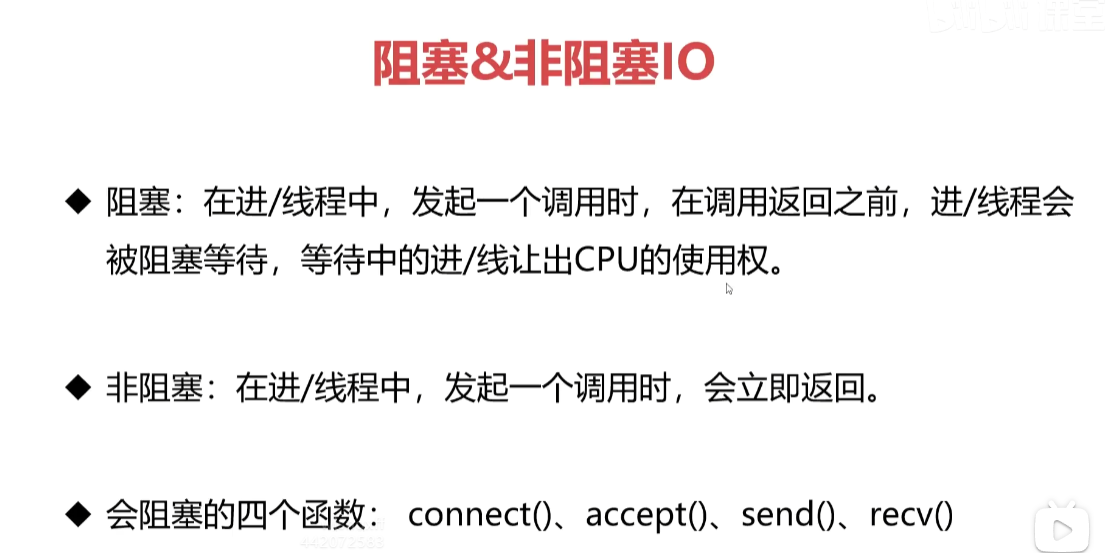 阻塞&非阻塞IO
◆ 阻塞：在进/线程中，发起一个调用时，在调用返回之前，进/线程会
被阻塞等待，等待中的进/线让出CPU的使用权。
◆ 非阻塞：在进/线程中，发起一个调用时，会立即返回。
◆ 会阻塞的四个函数： connect()、accept()、send()、recv()